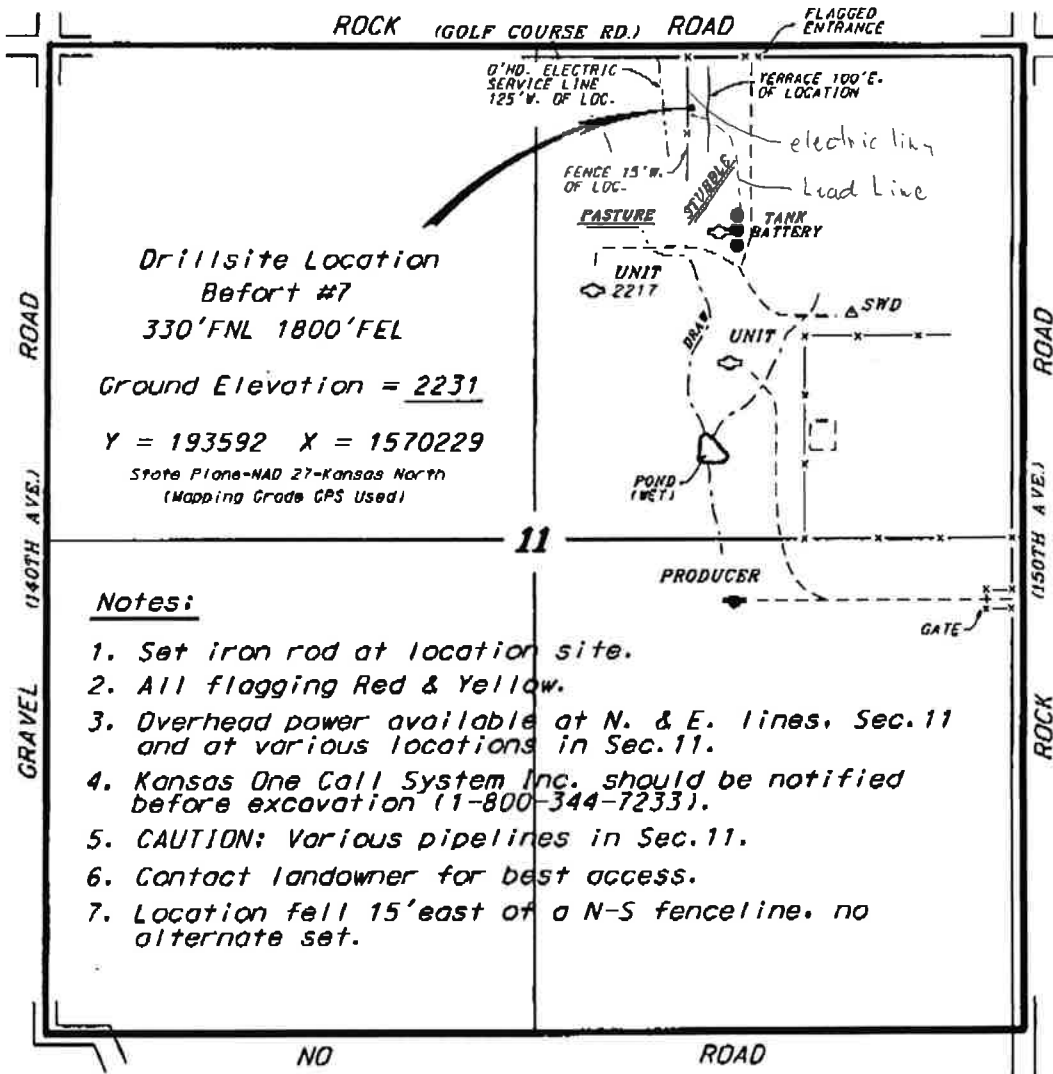 ROCK (GOLF COURSE RD.) ROAD
FLAGGED
ENTRANCE
O'HD. ELECTRIC
SERVICE LINE
125'W. OF LOC.
TERRACE 100'E.
OF LOCATION
electric line
FENCE 15'W.
OF LOC.
Lead Line
STUBBLE
PASTURE
TANK
BATTERY
Drillsite Location
Befort #7
330'FNL 1800'FEL
UNIT
2217
SWD
DRAW
UNIT
ROAD
ROAD
Ground Elevation = 2231
Y = 193592 X = 1570229
State Plane-NAD 27-Kansas North
(Mapping Grade GPS Used)
POND
(WET)
(140TH AVE.)
(150TH AVE.)
11
PRODUCER
GATE
GRAVEL
ROCK
Notes:
1. Set iron rod at location site.
2. All flagging Red & Yellow.
3. Overhead power available at N. & E. lines, Sec.11
and at various locations in Sec.11.
4. Kansas One Call System Inc. should be notified
before excavation (1-800-344-7233).
5. CAUTION: Various pipelines in Sec.11.
6. Contact landowner for best access.
7. Location fell 15'east of a N-S fenceline, no
alternate set.
NO ROAD